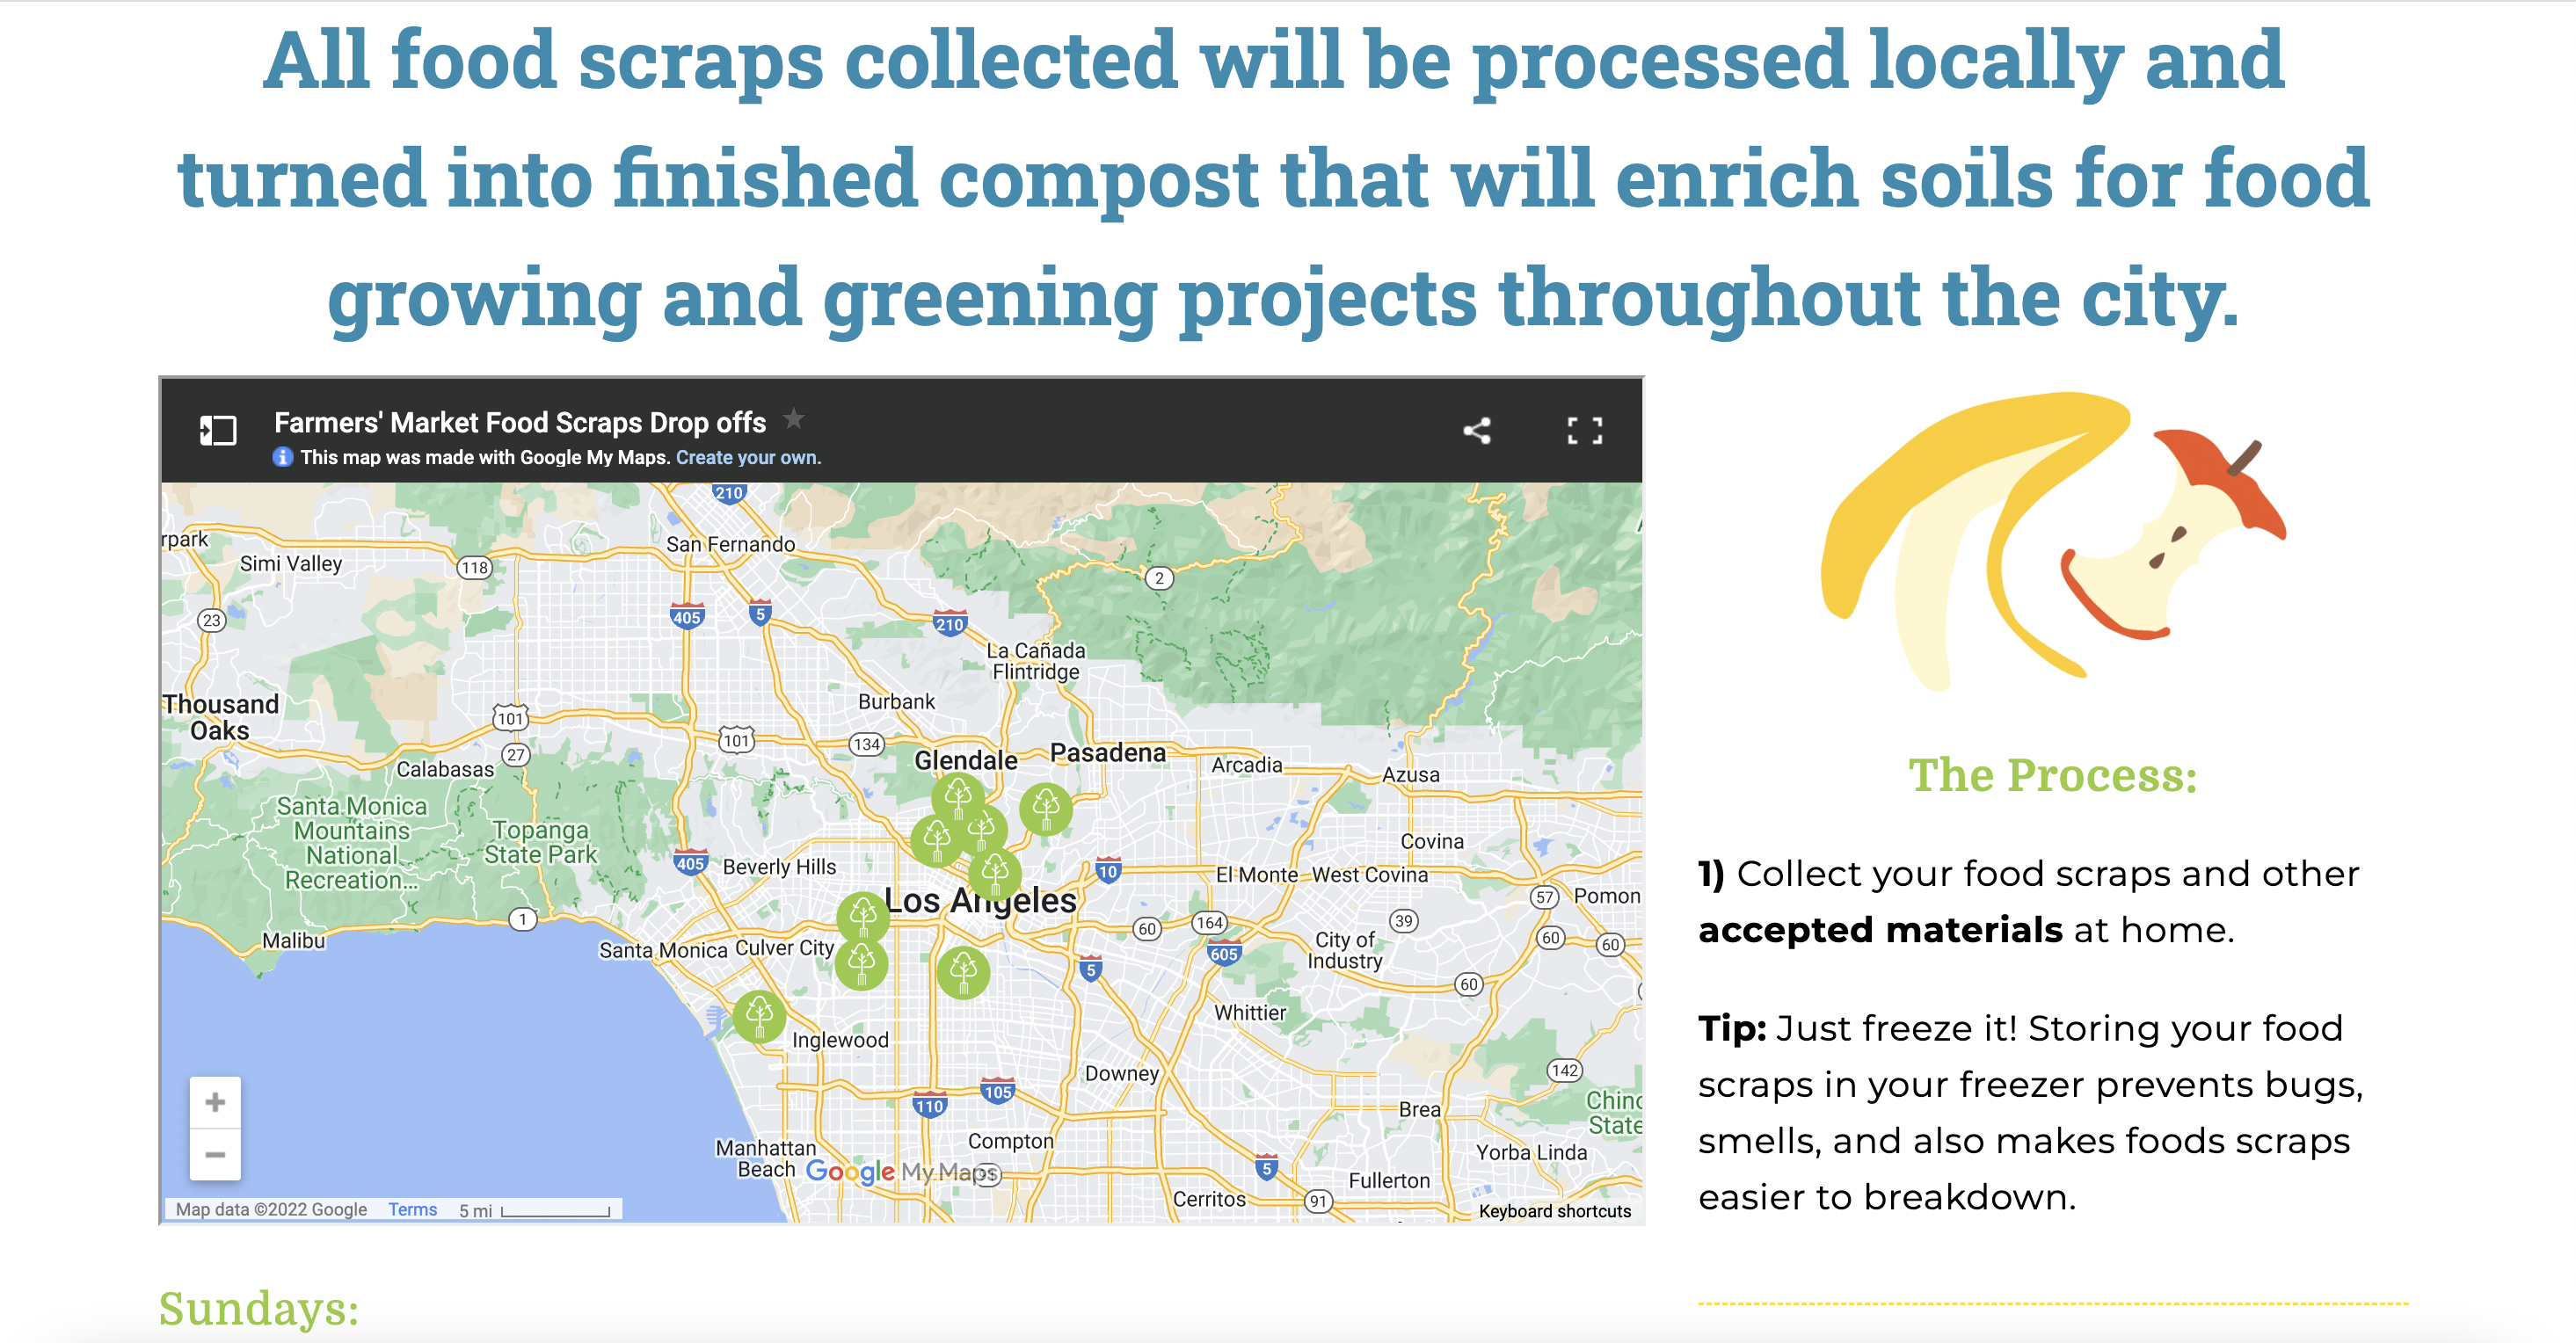 All food scraps collected will be processed locally and
turned into finished compost that will enrich soils for food
growing and greening projects throughout the city.
Farmers' Market Food Scraps Drop offs
This map was made with Google My Maps. Create your own.
210
rpark
Simi Valley
118
San Fernando
2
23
405
5
210
La Cañada
Flintridge
Thousand
Oaks
101
Burbank
27
101
134
Glendale
Pasadena
Calabasas
Arcadia
Azusa
Santa Monica
Mountains
National
Recreation...
Topanga
State Park
Covina
405
Beverly Hills
10
El Monte
West Covina
Los Angeles
57
Pomon
1
Malibu
60
164
39
Santa Monica
Culver City
City of
Industry
60
60
605
5
60
Whittier
Inglewood
Downey
142
110
105
Brea
Chino
State
Manhattan
Beach
Compton
Google My Maps
Yorba Linda
5
Fullerton
Cerritos
91
+
−
Map data ©2022 Google
Terms
5 mi
Keyboard shortcuts
The Process:
1) Collect your food scraps and other
accepted materials at home.
Tip: Just freeze it! Storing your food
scraps in your freezer prevents bugs,
smells, and also makes foods scraps
easier to breakdown.
Sundays: